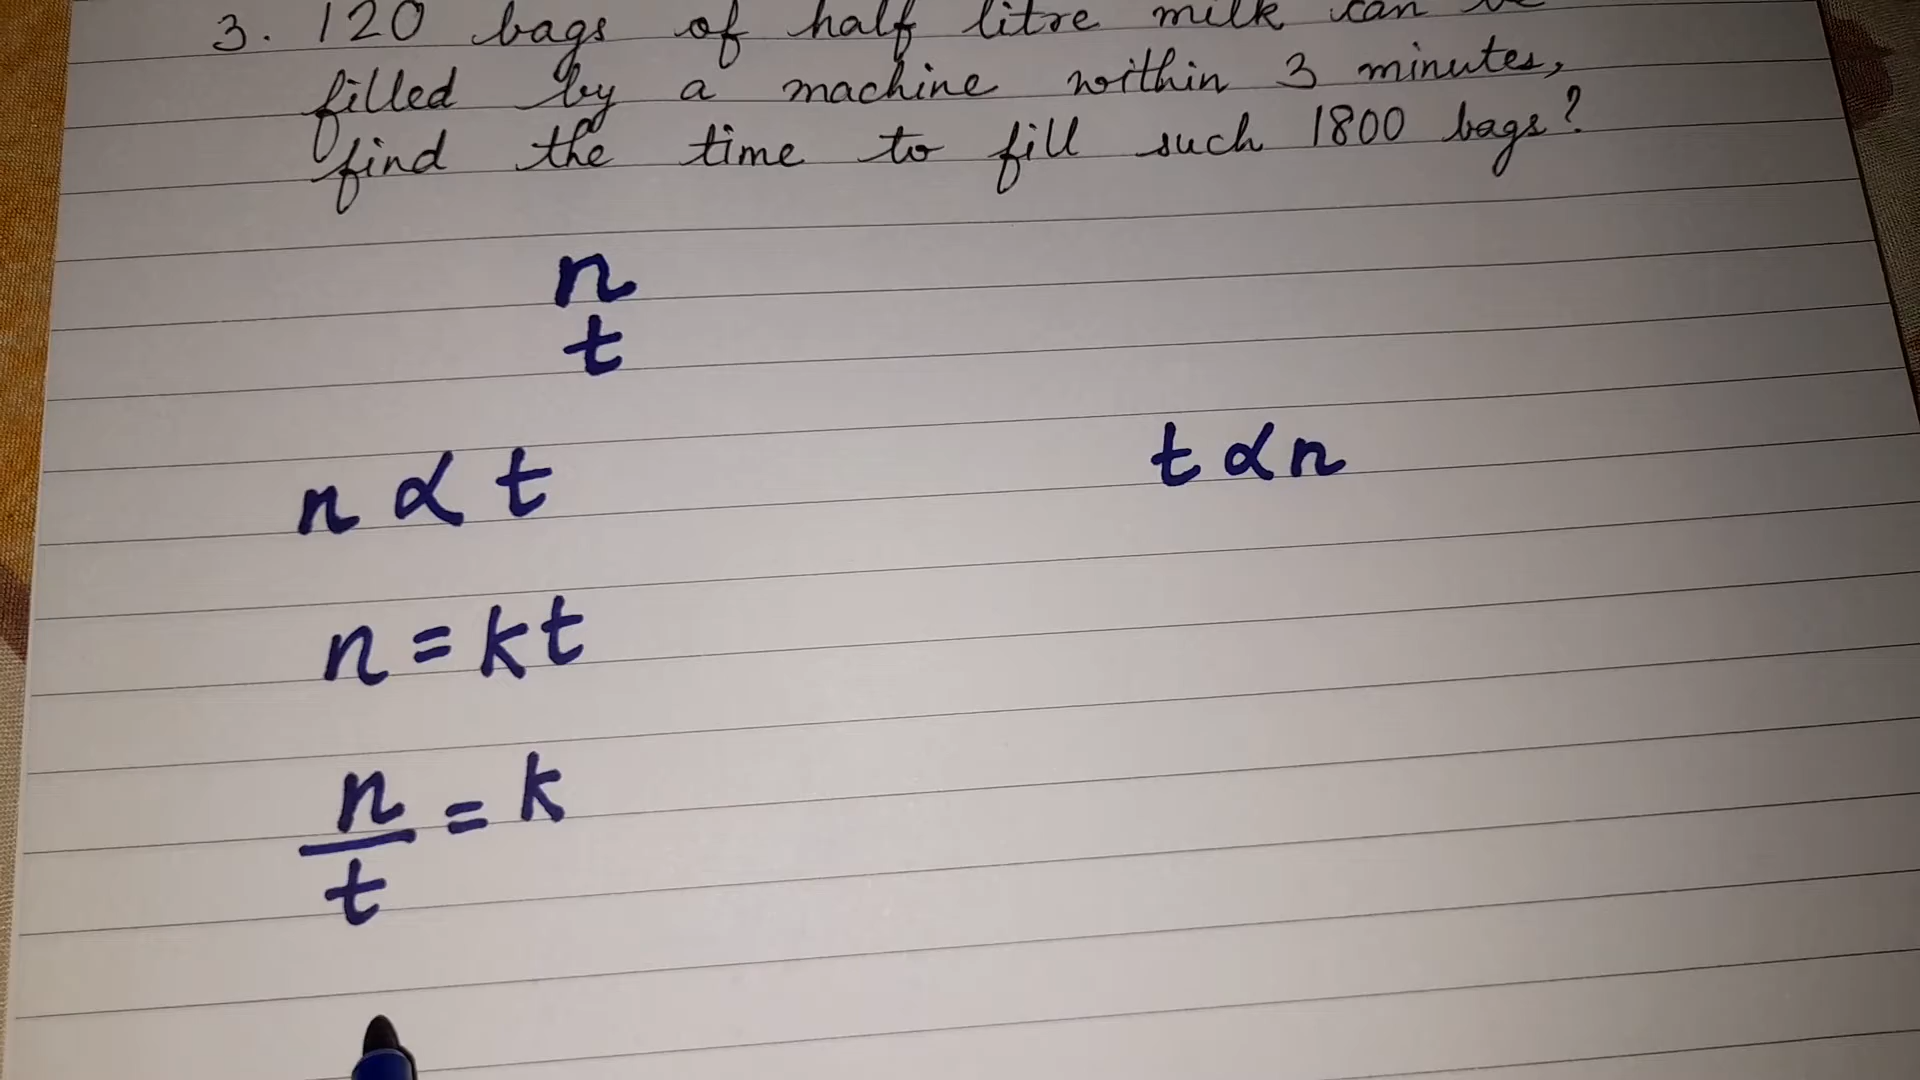 3. 120 bags of half litre milk can
filled by a machine within 3 minutes,
find the time to fill such 1800 bags?
n
t
n ∝ t
t ∝ n
n = kt
n/t = k